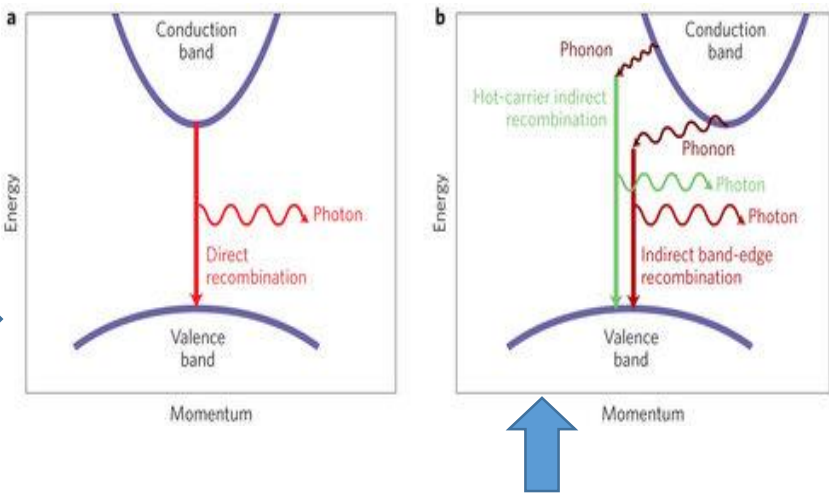 a
Conduction
band
Energy
Photon
Direct
recombination
Valence
band
Momentum
b
Conduction
band
Phonon
Hot-carrier indirect
recombination
Phonon
Energy
Photon
Photon
Indirect band-edge
recombination
Valence
band
Momentum